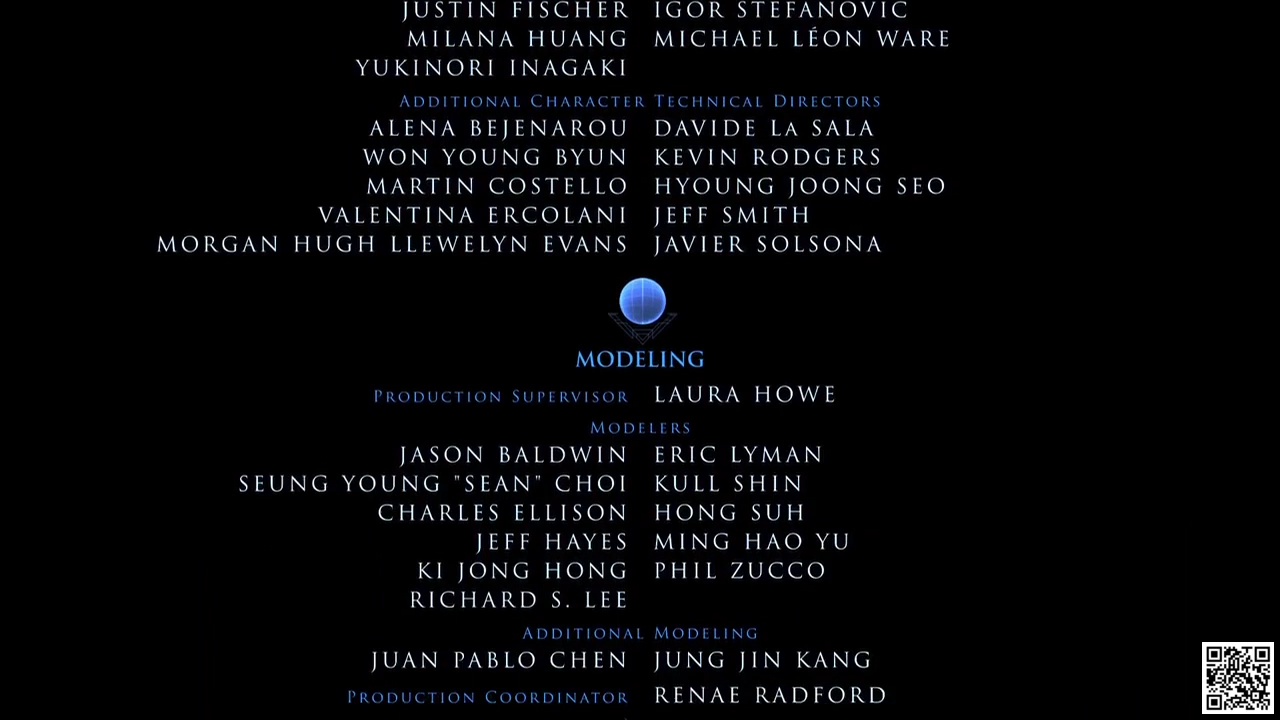 JUSTIN FISCHER IGOR STEFANOVIC
MILANA HUANG MICHAEL LÉON WARE
YUKINORI INAGAKI
ADDITIONAL CHARACTER TECHNICAL DIRECTORS
ALENA BEJENAROU DAVIDE La SALA
WON YOUNG BYUN KEVIN RODGERS
MARTIN COSTELLO HYOUNG JOONG SEO
VALENTINA ERCOLANI JEFF SMITH
MORGAN HUGH LLEWELYN EVANS JAVIER SOLSONA
MODELING
PRODUCTION SUPERVISOR LAURA HOWE
MODELERS
JASON BALDWIN ERIC LYMAN
SEUNG YOUNG "SEAN" CHOI KULL SHIN
CHARLES ELLISON HONG SUH
JEFF HAYES MING HAO YU
KI JONG HONG PHIL ZUCCO
RICHARD S. LEE
ADDITIONAL MODELING
JUAN PABLO CHEN JUNG JIN KANG
PRODUCTION COORDINATOR RENAE RADFORD